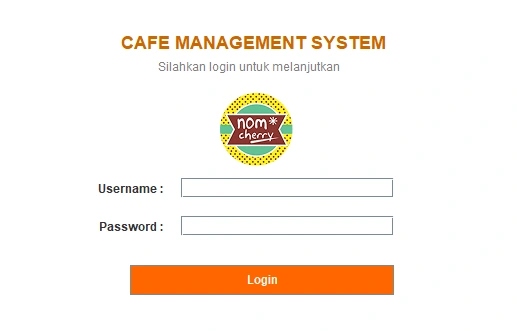 CAFE MANAGEMENT SYSTEM
Silahkan login untuk melanjutkan
nom*
cherry
Username :
Password :
Login